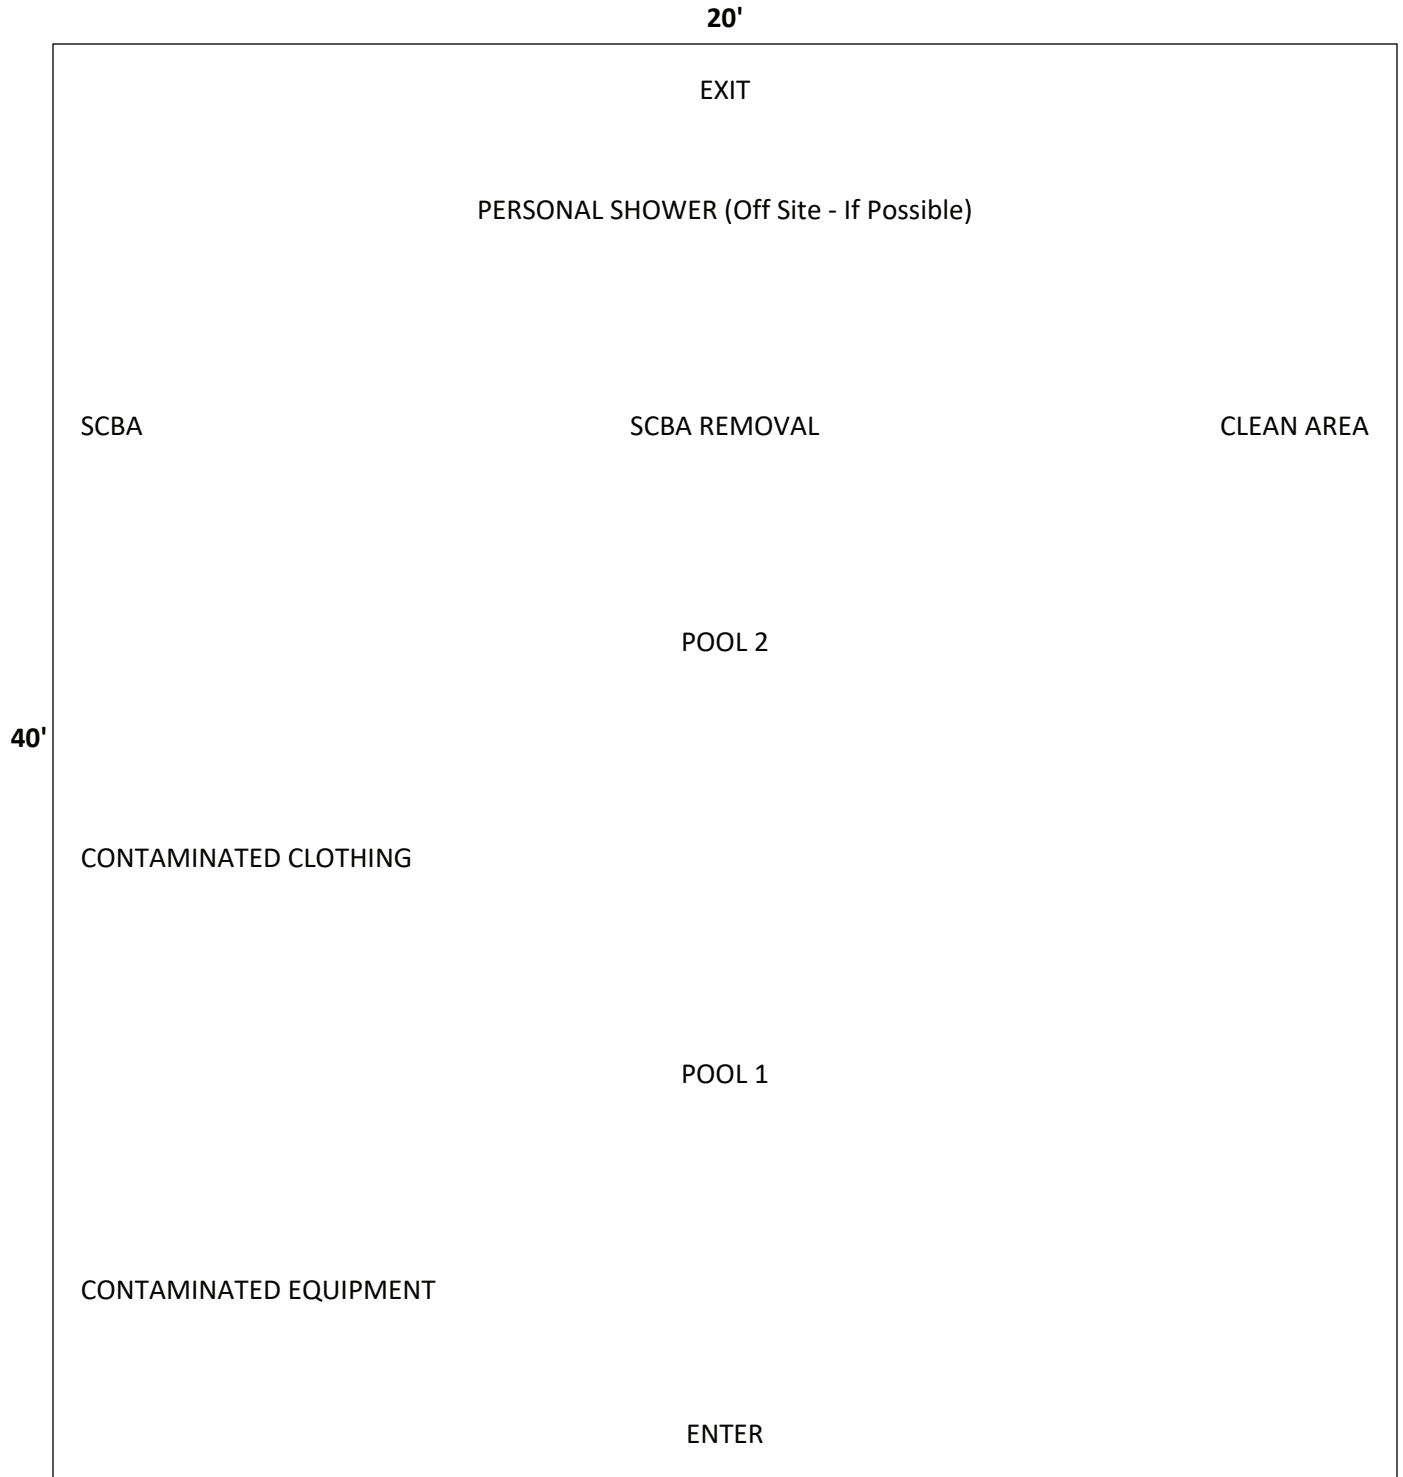 20'
EXIT
PERSONAL SHOWER (Off Site - If Possible)
SCBA SCBA REMOVAL CLEAN AREA
POOL 2
40'
CONTAMINATED CLOTHING
POOL 1
CONTAMINATED EQUIPMENT
ENTER